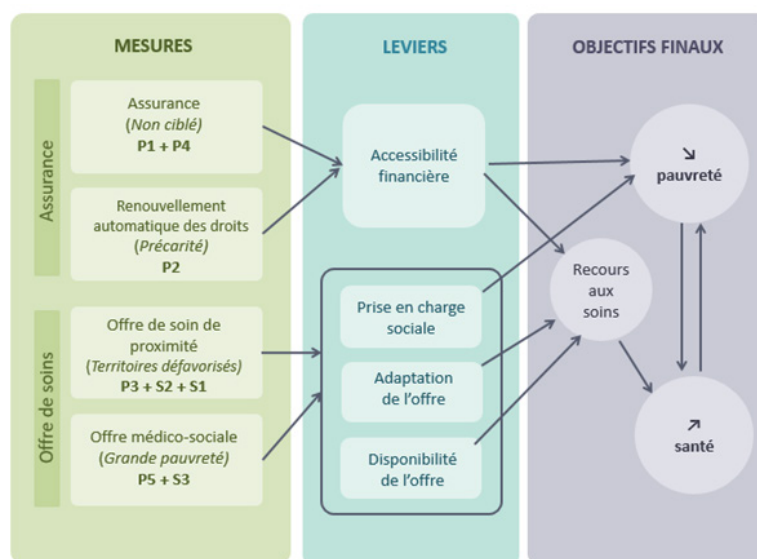 MESURES
LEVIERS
OBJECTIFS FINAUX
Assurance
Assurance
(Non ciblé)
P1 + P4
Renouvellement
automatique des droits
(Précarité)
P2
Offre de soins
Offre de soin de
proximité
(Territoires défavorisés)
P3 + S2 + S1
Offre médico-sociale
(Grande pauvreté)
P5 + S3
Accessibilité
financière
Prise en charge
sociale
Adaptation
de l'offre
Disponibilité
de l'offre
↘
pauvreté
Recours
aux
soins
↗
santé